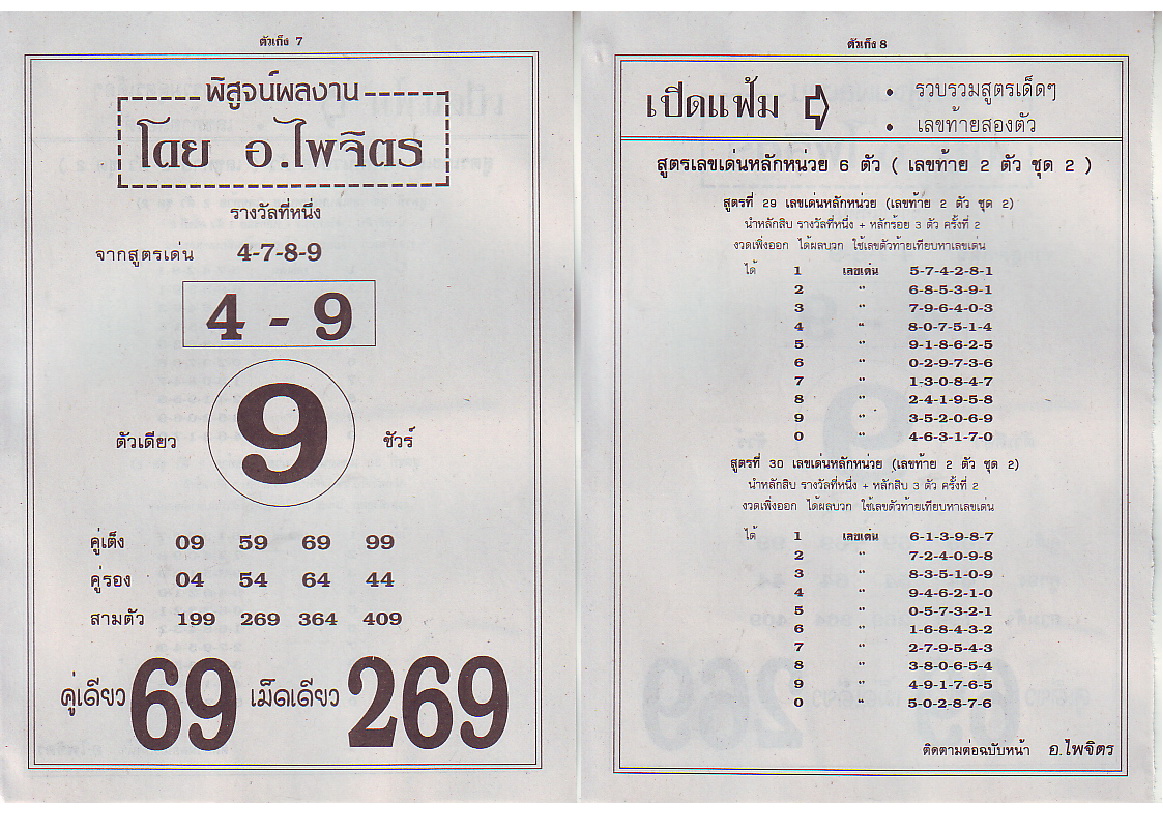 ตัวเก็ง 7
พิสูจน์ผลงาน
โดย อ.ไพจิตร
รางวัลที่หนึ่ง
จากสูตรเด่น 4-7-8-9
4 - 9
9
ตัวเดียว ชัวร์
คู่เต็ง 09 59 69 99
คู่รอง 04 54 64 44
สามตัว 199 269 364 409
คู่เดียว 69 เม็ดเดียว 269
ตัวเก็ง 8
เปิดแฟ้ม
• รวบรวมสูตรเด็ดๆ
• เลขท้ายสองตัว
สูตรเลขเด่นหลักหน่วย 6 ตัว ( เลขท้าย 2 ตัว ชุด 2 )
สูตรที่ 29 เลขเด่นหลักหน่วย (เลขท้าย 2 ตัว ชุด 2)
นำหลักสิบ รางวัลที่หนึ่ง + หลักร้อย 3 ตัว ครั้งที่ 2
งวดเพิ่งออก ได้ผลบวก ใช้เลขตัวท้ายเทียบหาเลขเด่น
ได้ 1 เลขเด่น 5-7-4-2-8-1
2 " 6-8-5-3-9-1
3 " 7-9-6-4-0-3
4 " 8-0-7-5-1-4
5 " 9-1-8-6-2-5
6 " 0-2-9-7-3-6
7 " 1-3-0-8-4-7
8 " 2-4-1-9-5-8
9 " 3-5-2-0-6-9
0 " 4-6-3-1-7-0
สูตรที่ 30 เลขเด่นหลักหน่วย (เลขท้าย 2 ตัว ชุด 2)
นำหลักสิบ รางวัลที่หนึ่ง + หลักสิบ 3 ตัว ครั้งที่ 2
งวดเพิ่งออก ได้ผลบวก ใช้เลขตัวท้ายเทียบหาเลขเด่น
ได้ 1 เลขเด่น 6-1-3-9-8-7
2 " 7-2-4-0-9-8
3 " 8-3-5-1-0-9
4 " 9-4-6-2-1-0
5 " 0-5-7-3-2-1
6 " 1-6-8-4-3-2
7 " 2-7-9-5-4-3
8 " 3-8-0-6-5-4
9 " 4-9-1-7-6-5
0 " 5-0-2-8-7-6
ติดตามต่อฉบับหน้า อ.ไพจิตร